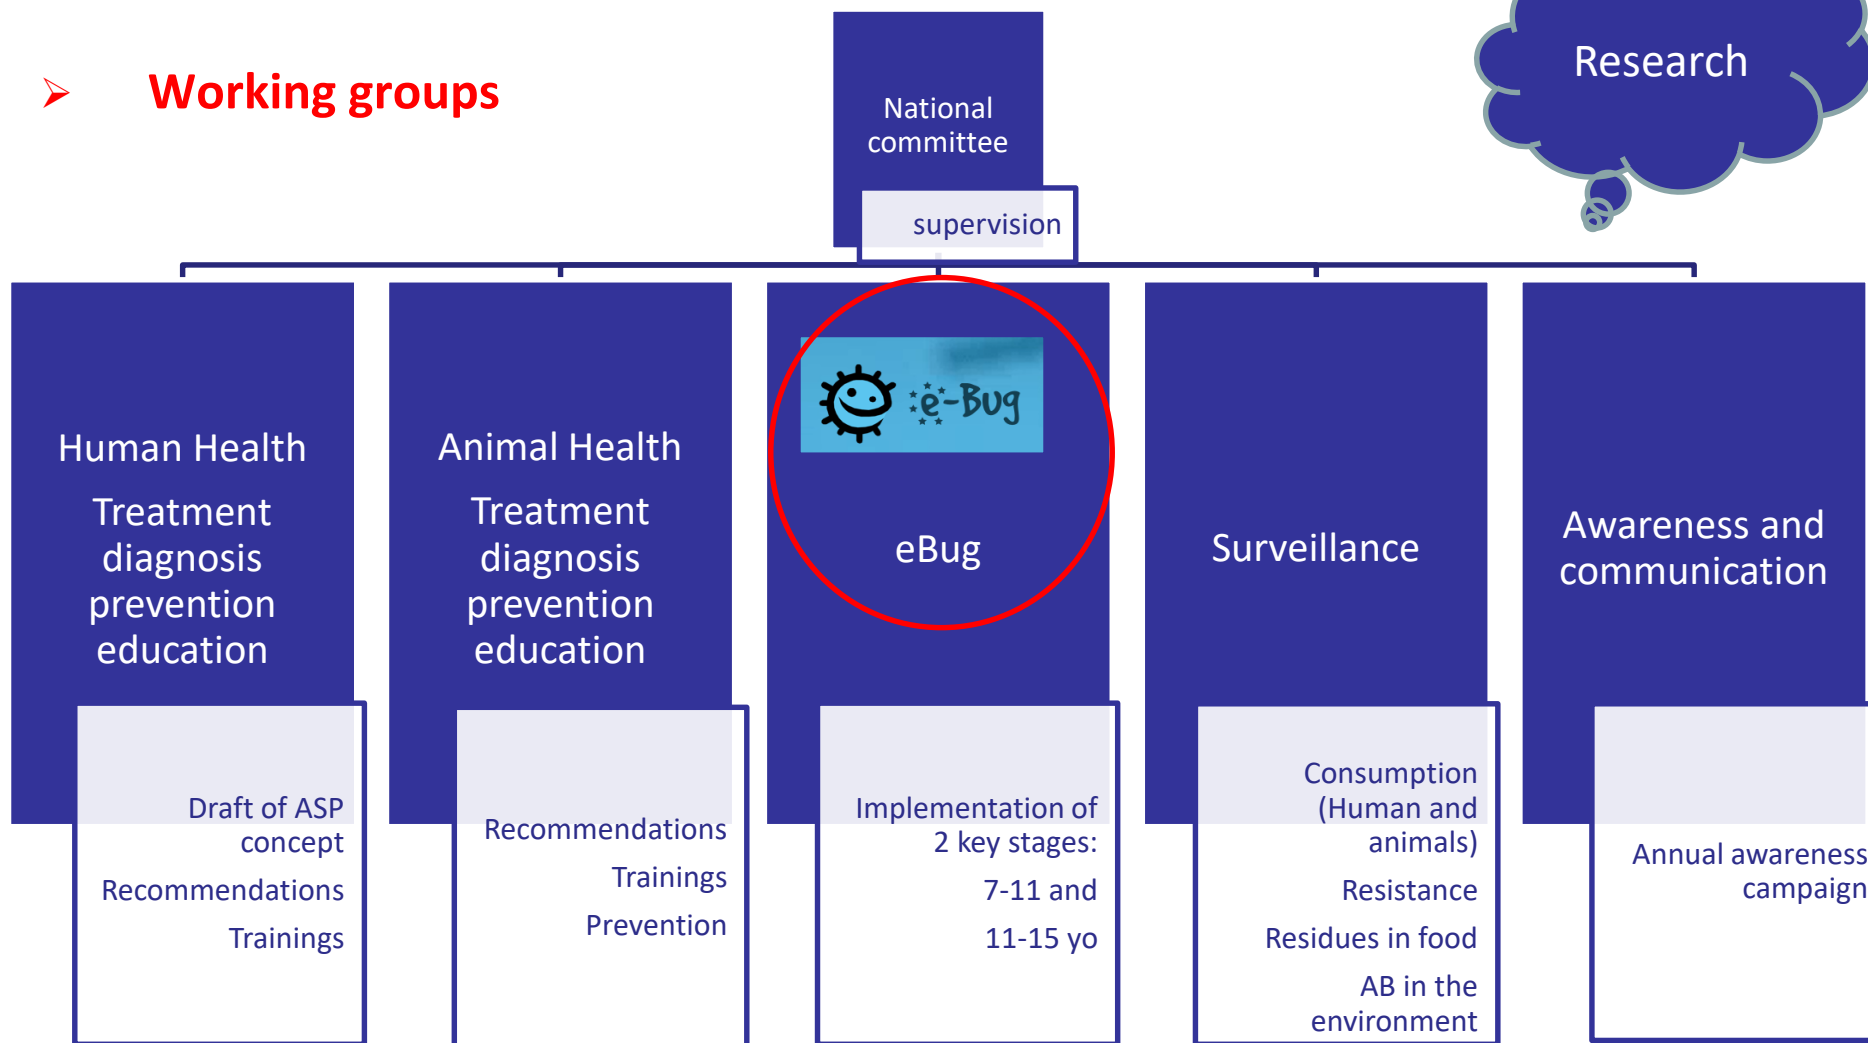 Working groups
National
committee
supervision
Research
Human Health
Treatment
diagnosis
prevention
education
Draft of ASP
concept
Recommendations
Trainings
Animal Health
Treatment
diagnosis
prevention
education
Recommendations
Trainings
Prevention
e-Bug
eBug
Implementation of
2 key stages:
7-11 and
11-15 yo
Surveillance
Consumption
(Human and
animals)
Resistance
Residues in food
AB in the
environment
Awareness and
communication
Annual awareness
campaign